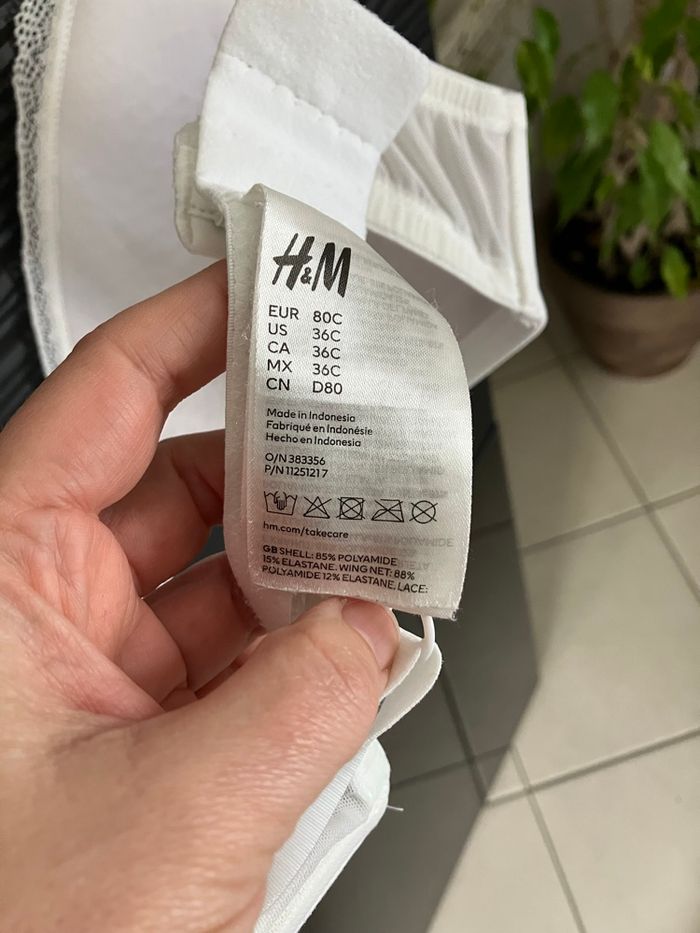 H&M
EUR 80C
US 36C
CA 36C
MX 36C
CN D80
Made in Indonesia
Fabriqué en Indonésie
Hecho en Indonesia
O/N 383356
P/N 11251217
hm.com/takecare
GB SHELL: 85% POLYAMIDE
15% ELASTANE. WING NET: 88%
POLYAMIDE 12% ELASTANE. LACE: